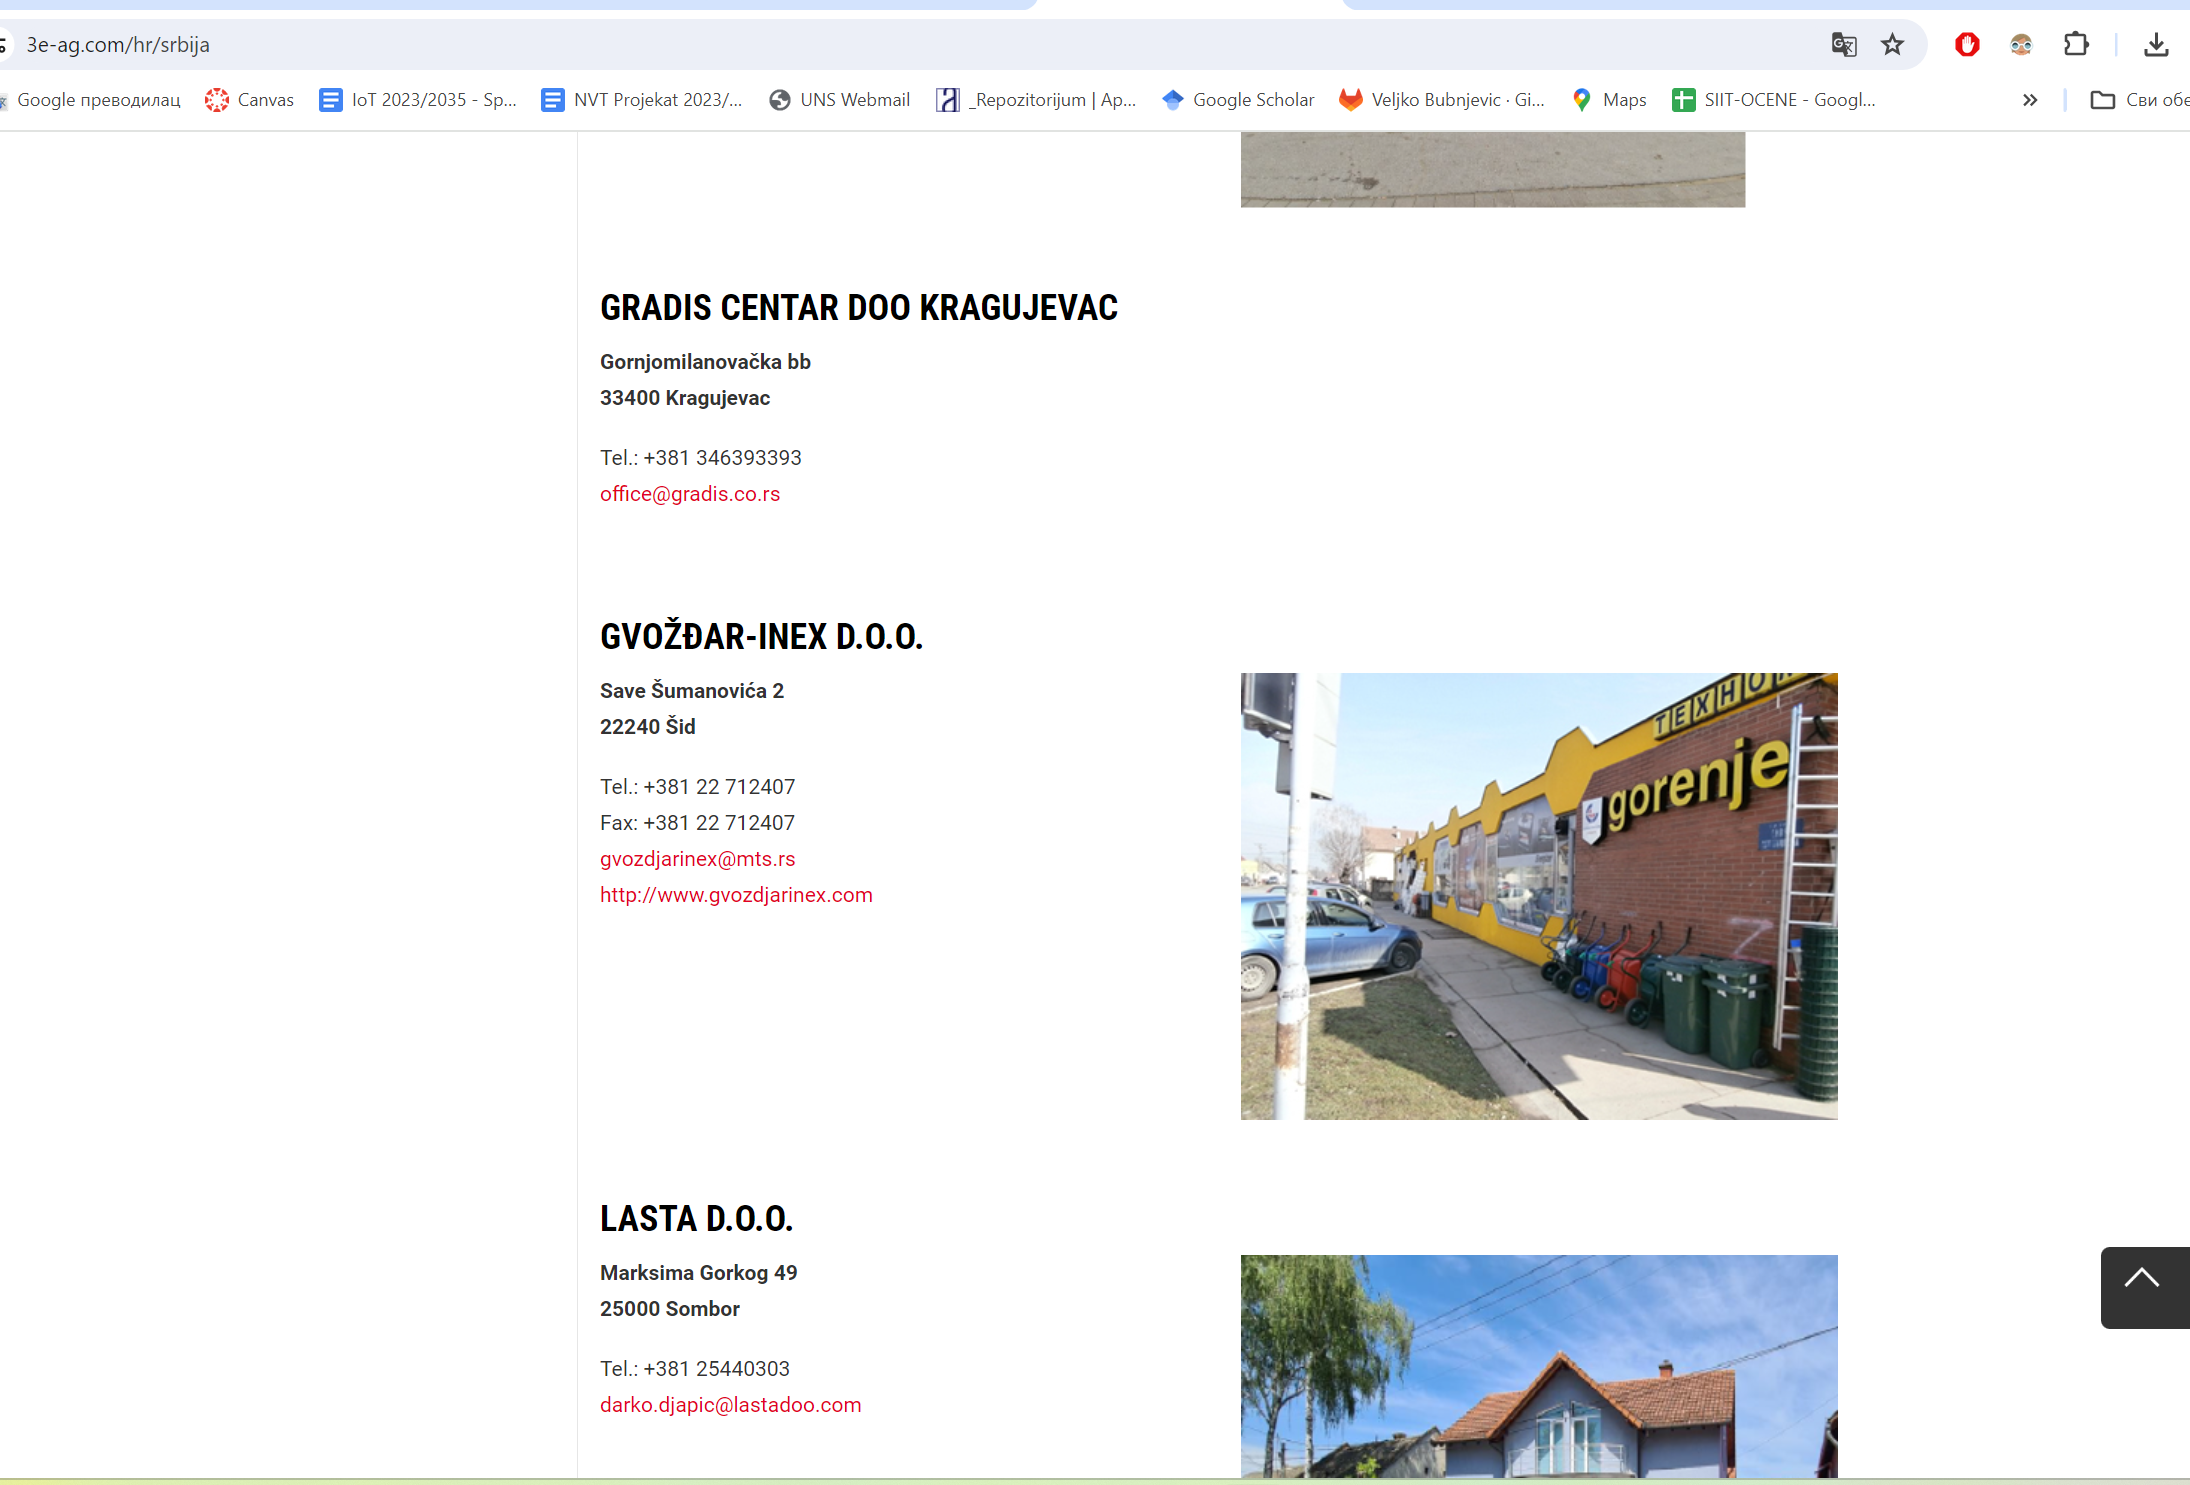 3e-ag.com/hr/srbija
Google преводилац
Canvas
IoT 2023/2035 - Sp...
NVT Projekat 2023/...
UNS Webmail
_Repozitorijum | Ap...
Google Scholar
Veljko Bubnjevic · Gi...
Maps
SIIT-OCENE - Googl...
Сви обе
GRADIS CENTAR DOO KRAGUJEVAC
Gornjomilanovačka bb
33400 Kragujevac
Tel.: +381 346393393
office@gradis.co.rs
GVOŽĐAR-INEX D.O.O.
Save Šumanovića 2
22240 Šid
Tel.: +381 22 712407
Fax: +381 22 712407
gvozdjarinex@mts.rs
http://www.gvozdjarinex.com
ТЕХНО
gorenje
LASTA D.O.O.
Marksima Gorkog 49
25000 Sombor
Tel.: +381 25440303
darko.djapic@lastadoo.com